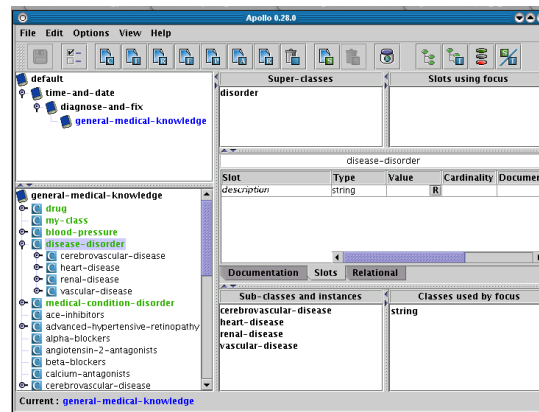 Apollo 0.28.0
File Edit Options View Help
default
time-and-date
diagnose-and-fix
general-medical-knowledge
Super-classes
disorder
Slots using focus
disease-disorder
Slot Type Value Cardinality Documen
description string R
Documentation Slots Relational
general-medical-knowledge
drug
my-class
blood-pressure
disease-disorder
cerebrovascular-disease
heart-disease
renal-disease
vascular-disease
medical-condition-disorder
ace-inhibitors
advanced-hypertensive-retinopathy
alpha-blockers
angiotensin-2-antagonists
beta-blockers
calcium-antagonists
cerebrovascular-disease
Sub-classes and instances
cerebrovascular-disease
heart-disease
renal-disease
vascular-disease
Classes used by focus
string
Current : general-medical-knowledge